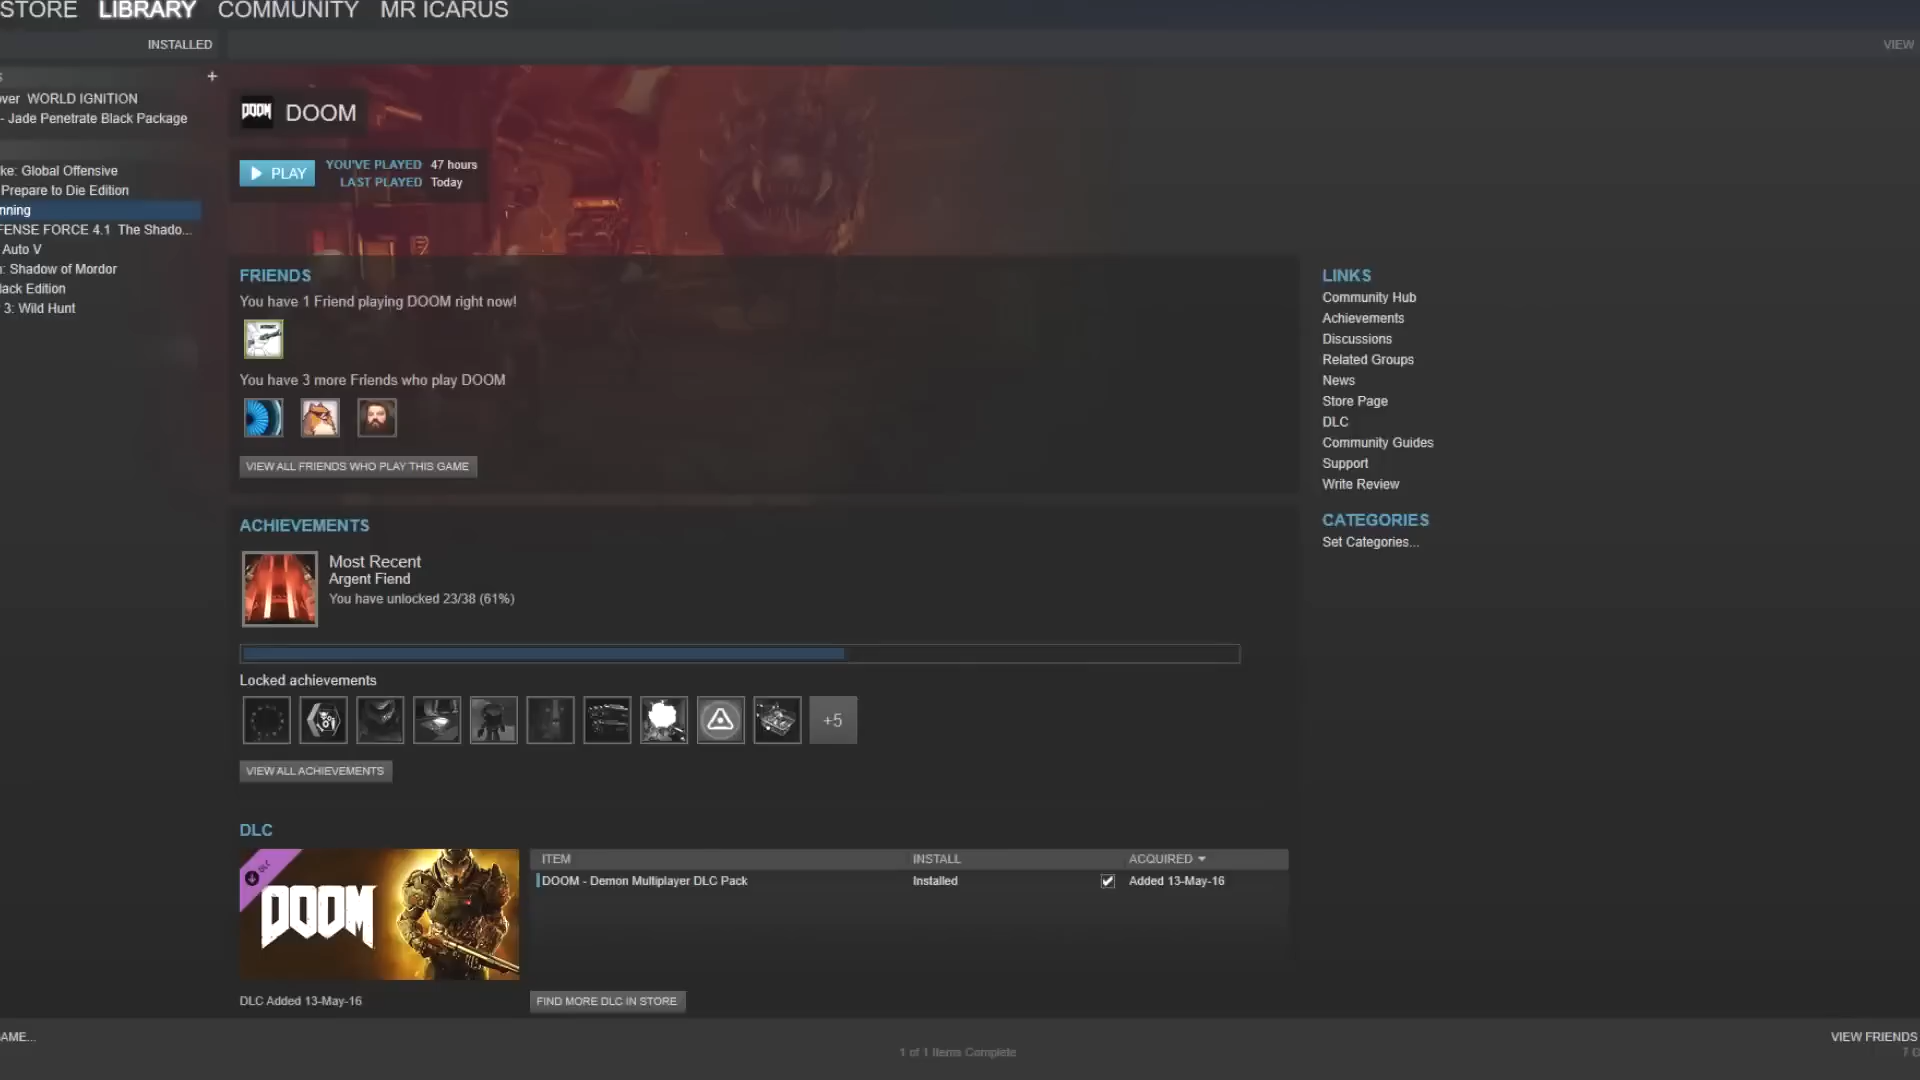 STORE LIBRARY COMMUNITY MR ICARUS
INSTALLED
VIEW
S +
over WORLD IGNITION
- Jade Penetrate Black Package
ke: Global Offensive
Prepare to Die Edition
nning
FENSE FORCE 4.1 The Shado...
Auto V
n: Shadow of Mordor
lack Edition
3: Wild Hunt
DOOM DOOM
PLAY
YOU'VE PLAYED 47 hours
LAST PLAYED Today
FRIENDS
You have 1 Friend playing DOOM right now!
You have 3 more Friends who play DOOM
VIEW ALL FRIENDS WHO PLAY THIS GAME
ACHIEVEMENTS
Most Recent
Argent Fiend
You have unlocked 23/38 (61%)
Locked achievements
+5
VIEW ALL ACHIEVEMENTS
DLC
DLC
DOOM
DLC Added 13-May-16
ITEM INSTALL ACQUIRED
DOOM - Demon Multiplayer DLC Pack Installed Added 13-May-16
FIND MORE DLC IN STORE
LINKS
Community Hub
Achievements
Discussions
Related Groups
News
Store Page
DLC
Community Guides
Support
Write Review
CATEGORIES
Set Categories...
AME...
1 of 1 Items Complete
VIEW FRIENDS
7 O